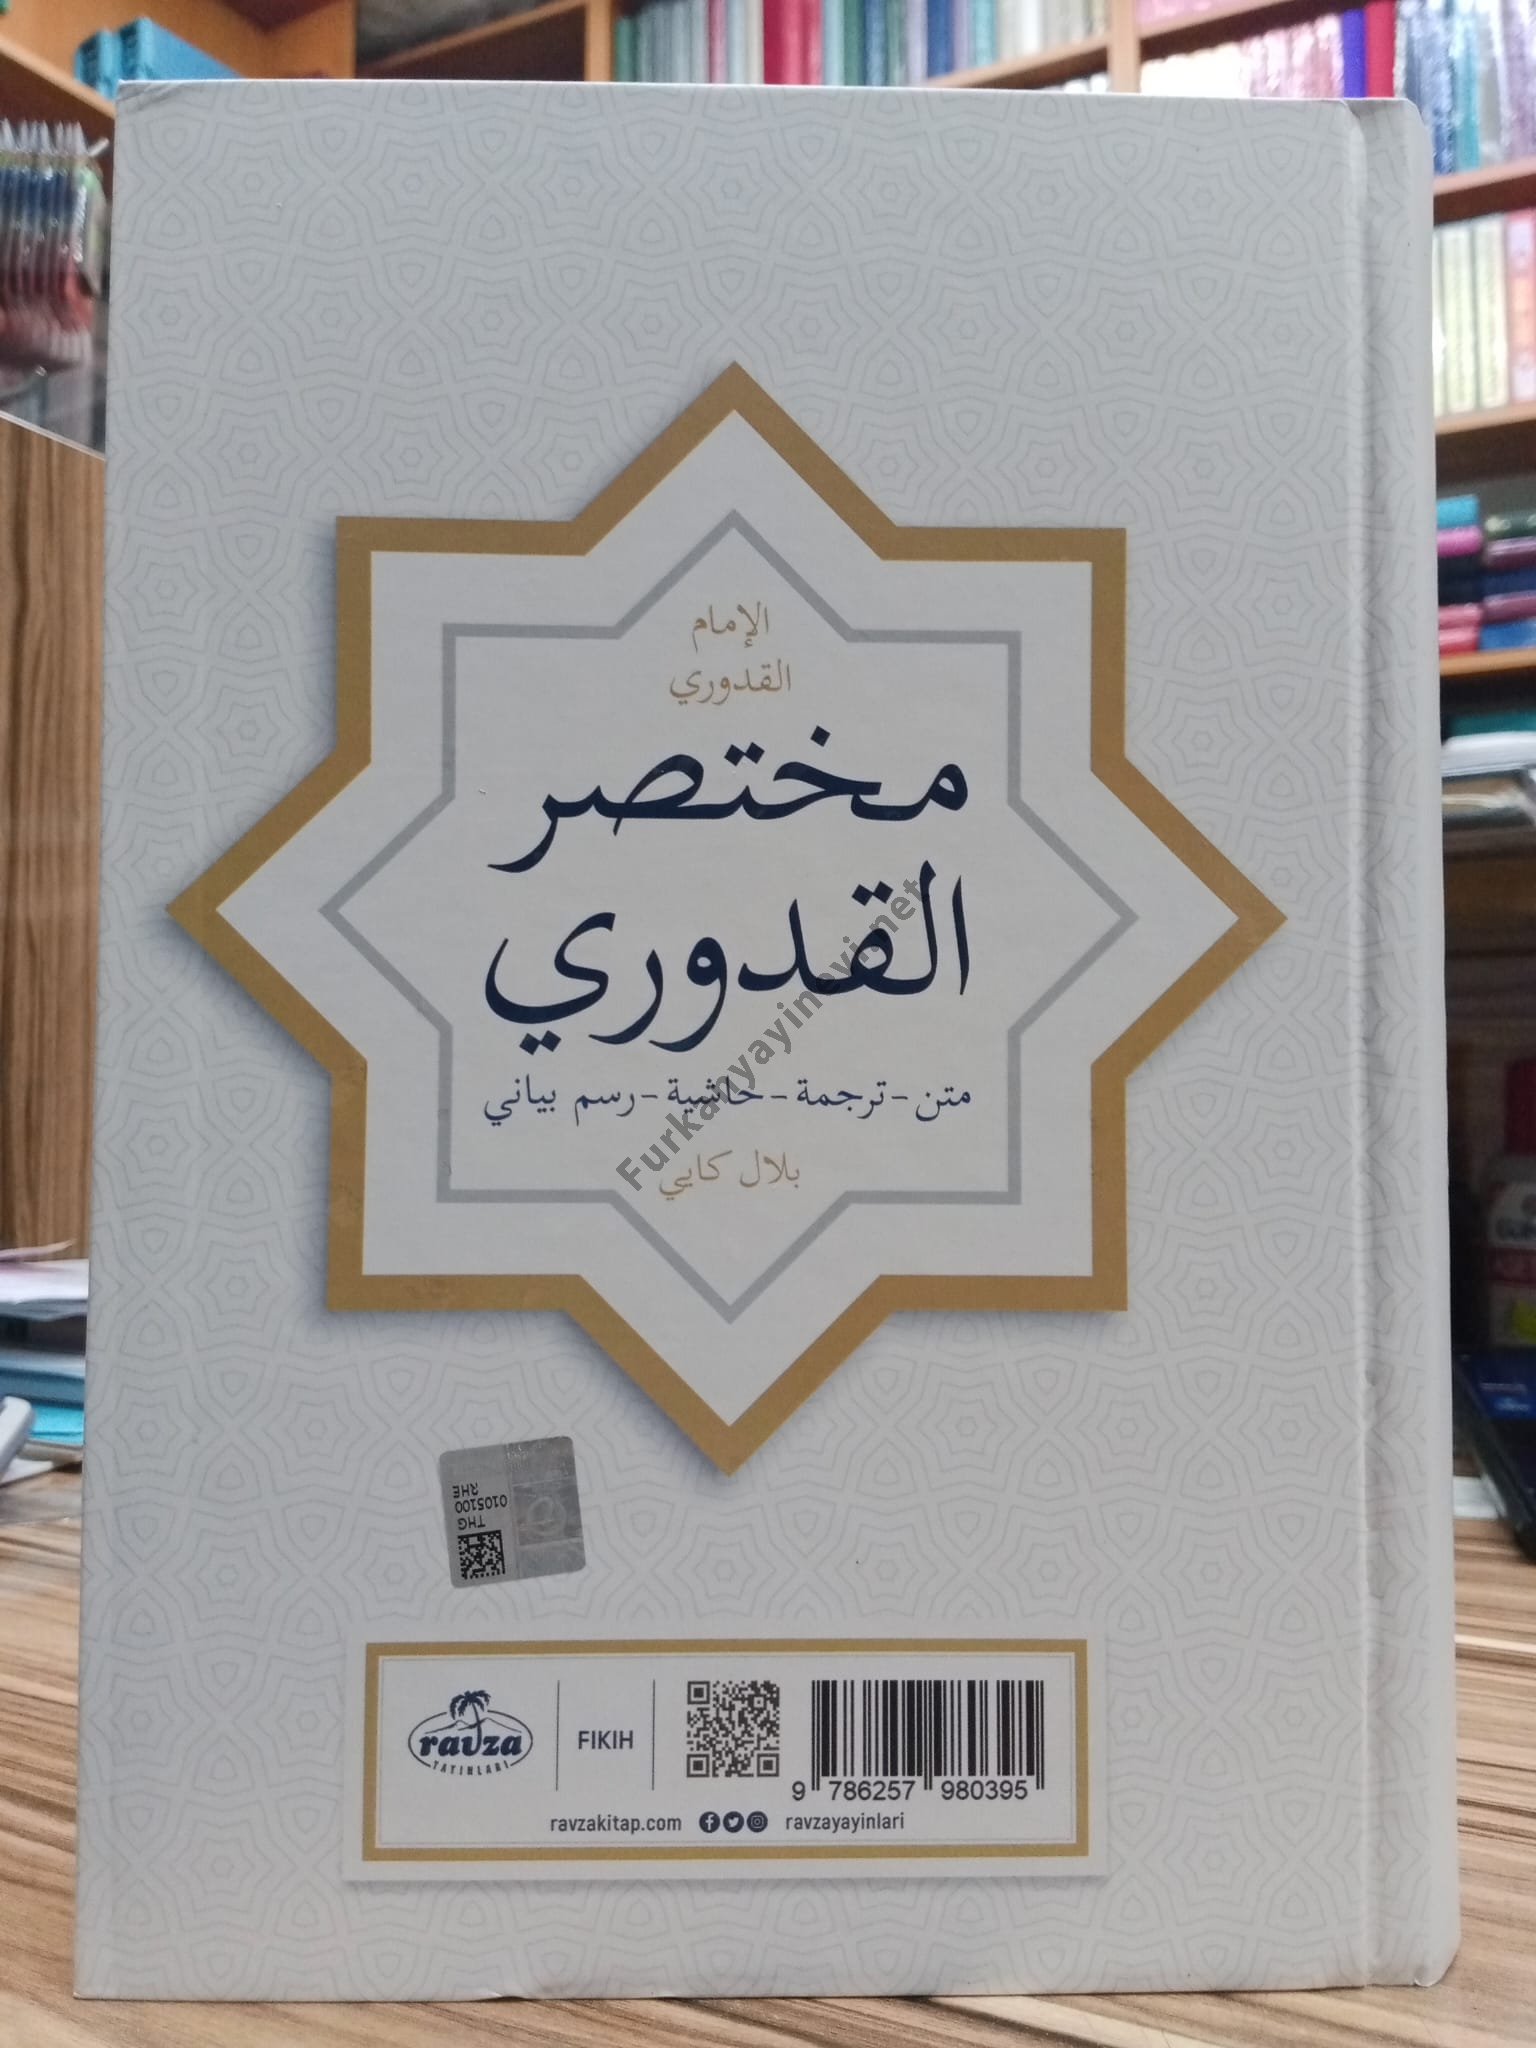 الإمام
القدوري
مختصر
القدوري
متن - ترجمة - حاشية - رسم بياني
بلال كايي
Furkanyayinevi.net
THG
0105100
RHE
ravza
YAYINLARI
FIKIH
9 786257 980395
ravzakitap.com
ravzayayinlari